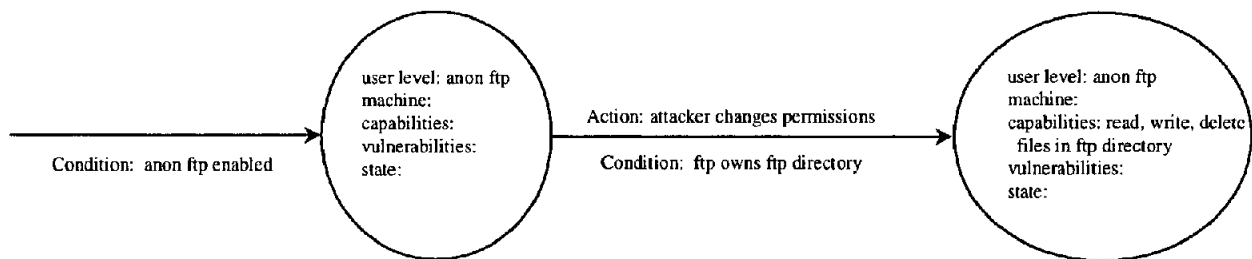 Condition: anon ftp enabled
user level: anon ftp
machine:
capabilities:
vulnerabilities:
state:
Action: attacker changes permissions
Condition: ftp owns ftp directory
user level: anon ftp
machine:
capabilities: read, write, delete
files in ftp directory
vulnerabilities:
state: